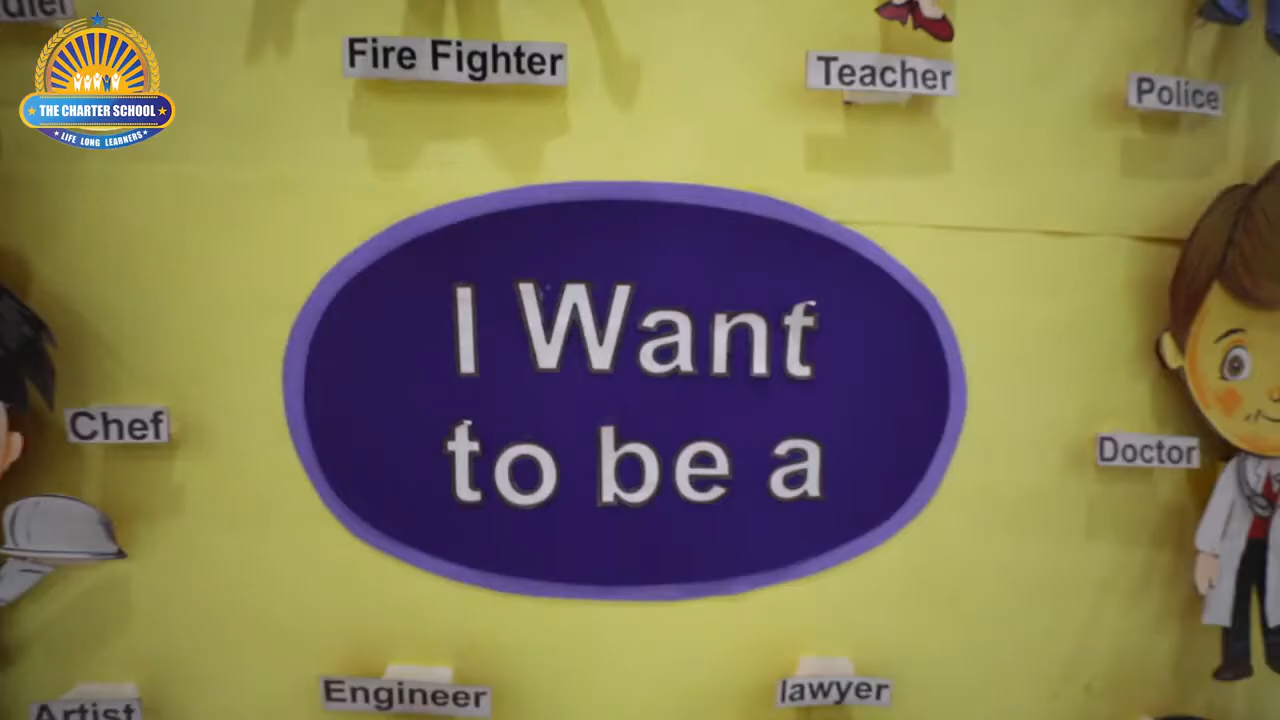 Fire Fighter
Teacher
Police
THE CHARTER SCHOOL
LIFE LONG LEARNERS
I Want
to be a
Chef
Doctor
Engineer
lawyer
Artist